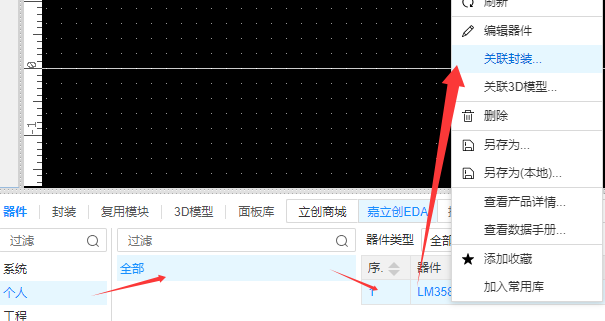 刷新
编辑器件
关联封装...
关联3D模型...
删除
另存为...
另存为(本地)...
查看产品详情...
查看数据手册...
添加收藏
加入常用库
0
-1
器件 封装 复用模块 3D模型 面板库 立创商城 嘉立创EDA
过滤 过滤 器件类型 全部
系统 全部 序. 器件
个人 1 LM358
工程